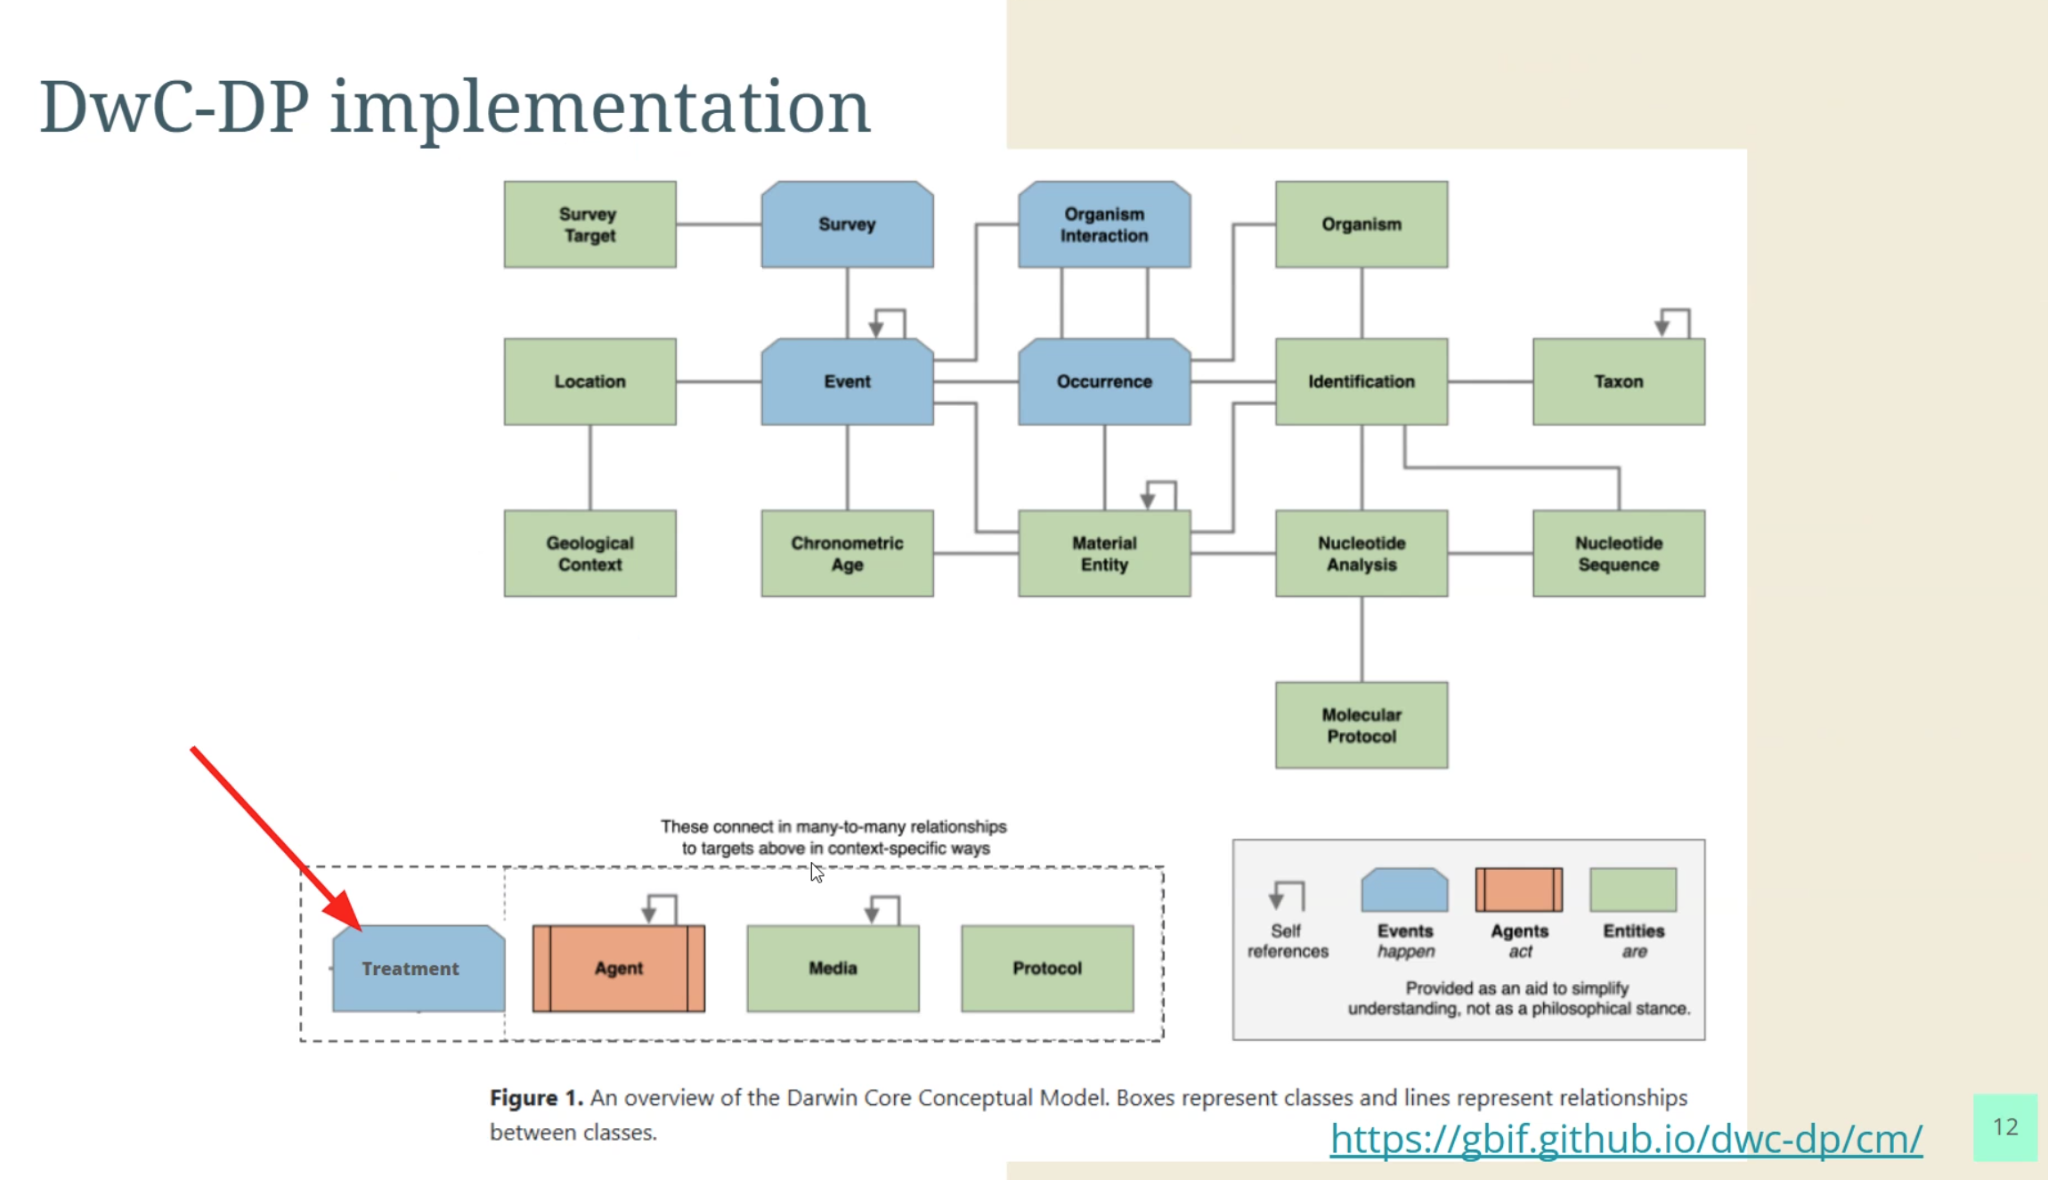 DwC-DP implementation
Survey
Target
Survey
Organism
Interaction
Organism
Location
Event
Occurrence
Identification
Taxon
Geological
Context
Chronometric
Age
Material
Entity
Nucleotide
Analysis
Nucleotide
Sequence
Molecular
Protocol
These connect in many-to-many relationships
to targets above in context-specific ways
Treatment
Agent
Media
Protocol
Self
references
Events
happen
Agents
act
Entities
are
Provided as an aid to simplify
understanding, not as a philosophical stance.
Figure 1. An overview of the Darwin Core Conceptual Model. Boxes represent classes and lines represent relationships
between classes.
https://gbif.github.io/dwc-dp/cm/
12